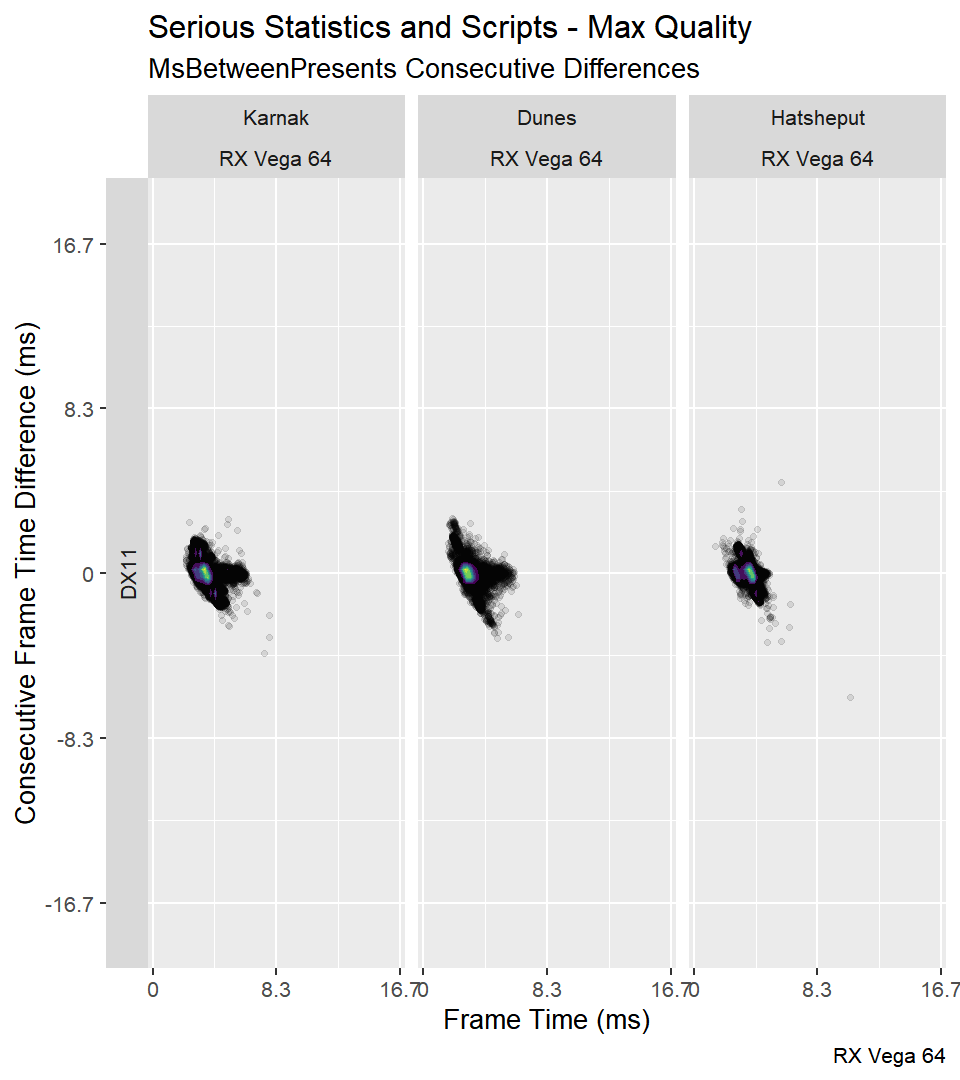 Serious Statistics and Scripts - Max Quality
MsBetweenPresents Consecutive Differences
Karnak Dunes Hatsheput
RX Vega 64 RX Vega 64 RX Vega 64
Consecutive Frame Time Difference (ms)
DX11
16.7
8.3
0
-8.3
-16.7
0 8.3 16.7 0 8.3 16.7 0 8.3 16.7
Frame Time (ms)
RX Vega 64